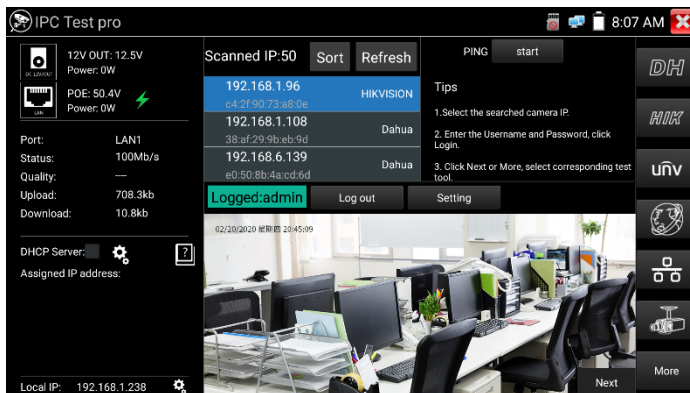 IPC Test pro
8:07 AM
12V OUT: 12.5V
Power: 0W
DC 12V/OUT
POE: 50.4V
Power: 0W
LAN
Port: LAN1
Status: 100Mb/s
Quality: ----
Upload: 708.3kb
Download: 10.8kb
DHCP Server:
?
Assigned IP address:
Local IP: 192.168.1.238
Scanned IP:50 Sort Refresh
192.168.1.96
c4:2f:90:73:a8:0e
HIKVISION
192.168.1.108
38:af:29:9b:eb:9d
Dahua
192.168.6.139
e0:50:8b:4a:cd:6d
Dahua
PING start
Tips
1.Select the searched camera IP.
2. Enter the Username and Password, click
Login.
3. Click Next or More, select corresponding test
tool.
Logged:admin Log out Setting
02/20/2020 星期四 20:45:09
Next
DH
HIK
unv
More